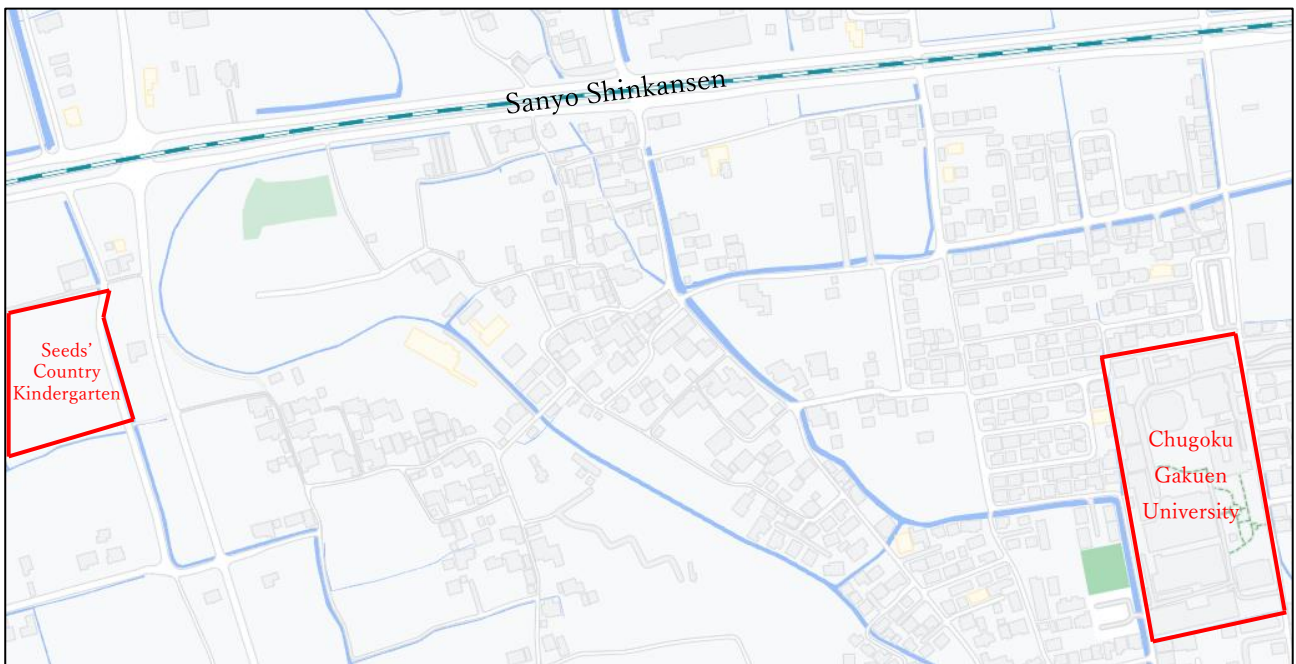 Sanyo Shinkansen
Seeds'
Country
Kindergarten
Chugoku
Gakuen
University